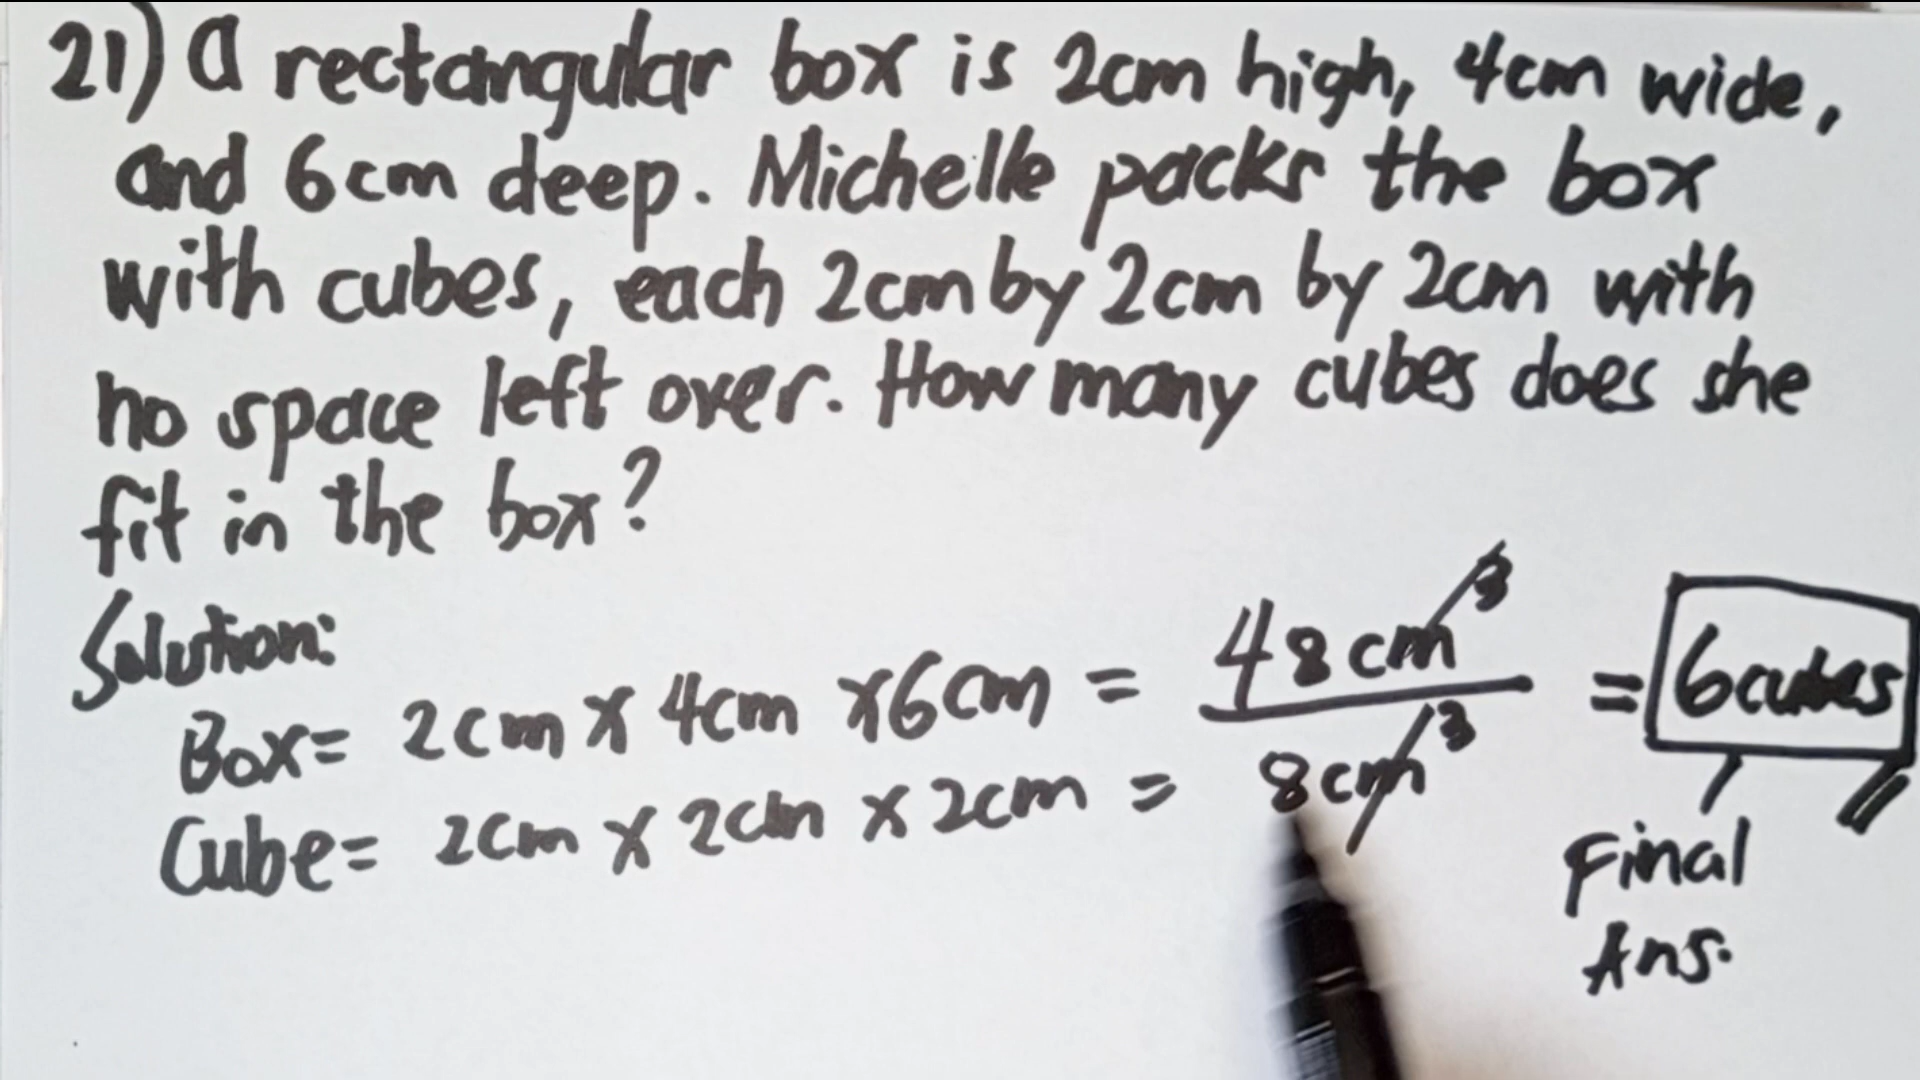 21) A rectangular box is 2cm high, 4cm wide,
and 6cm deep. Michelle packs the box
with cubes, each 2cm by 2cm by 2cm with
no space left over. How many cubes does she
fit in the box?
Solution:
Box = 2cm x 4cm x 6cm = 48cm³
Cube = 2cm x 2cm x 2cm = 8cm³
= 6 cubes
Final
Ans.